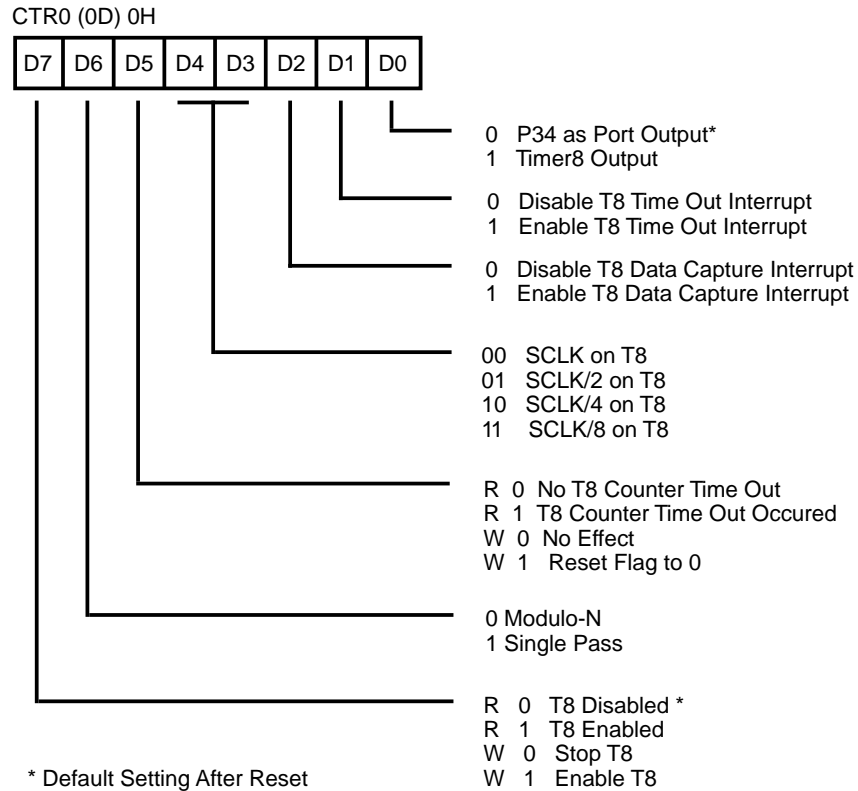 CTR0 (0D) 0H
D7 D6 D5 D4 D3 D2 D1 D0
0 P34 as Port Output*
1 Timer8 Output
0 Disable T8 Time Out Interrupt
1 Enable T8 Time Out Interrupt
0 Disable T8 Data Capture Interrupt
1 Enable T8 Data Capture Interrupt
00 SCLK on T8
01 SCLK/2 on T8
10 SCLK/4 on T8
11 SCLK/8 on T8
R 0 No T8 Counter Time Out
R 1 T8 Counter Time Out Occured
W 0 No Effect
W 1 Reset Flag to 0
0 Modulo-N
1 Single Pass
R 0 T8 Disabled *
R 1 T8 Enabled
W 0 Stop T8
W 1 Enable T8
* Default Setting After Reset